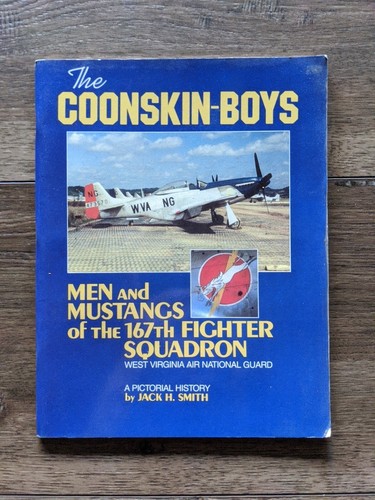 The
COONSKIN-BOYS
NG
WVA NG
MEN and
MUSTANGS
of the 167th FIGHTER
SQUADRON
WEST VIRGINIA AIR NATIONAL GUARD
A PICTORIAL HISTORY
by JACK H. SMITH